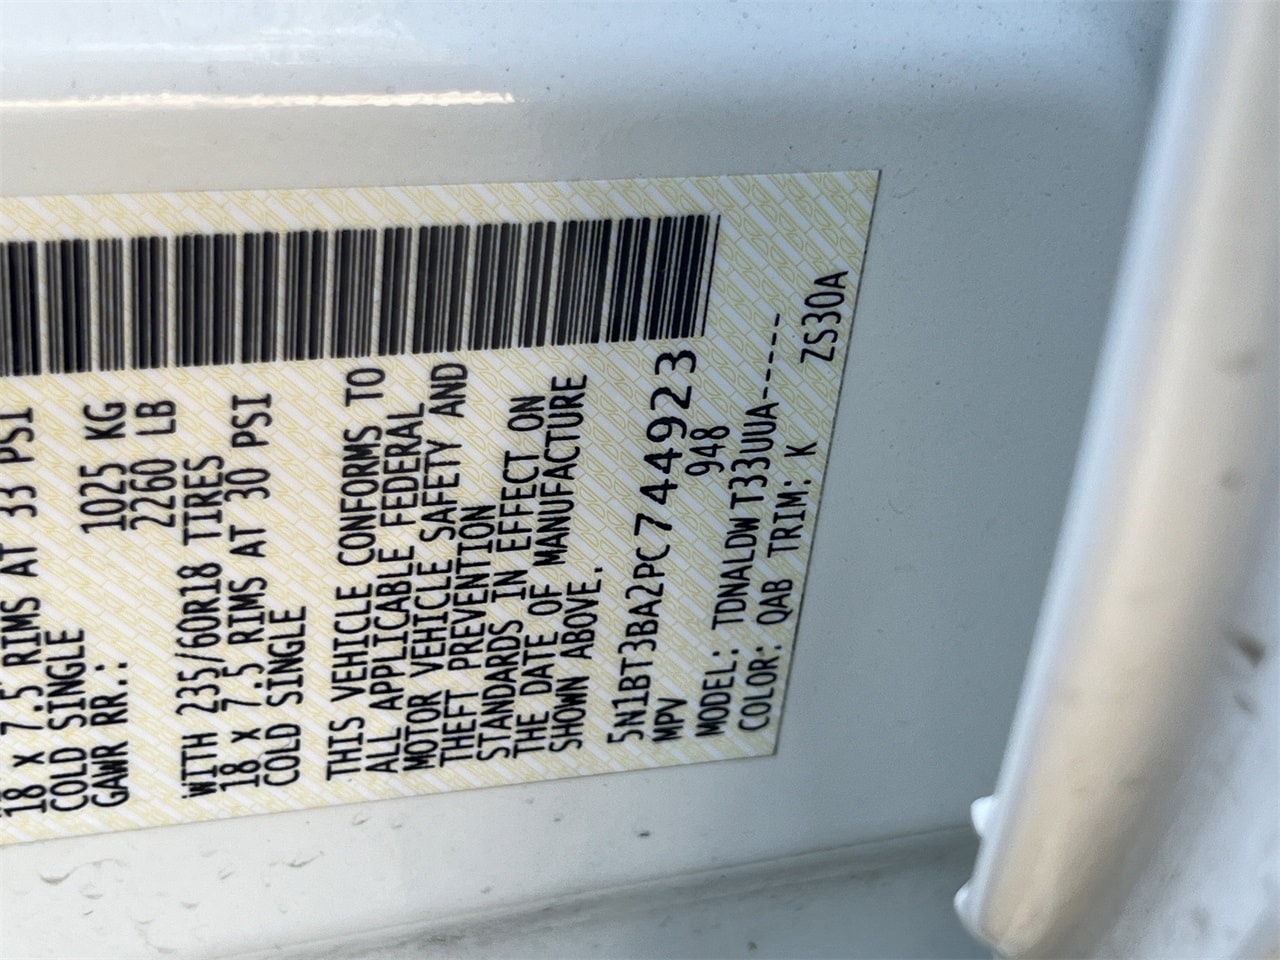 18 X 7.5 RIMS AT 33 PSI
COLD SINGLE
GAWR RR.: 1025 KG
2260 LB
WITH 235/60R18 TIRES
18 X 7.5 RIMS AT 30 PSI
COLD SINGLE
THIS VEHICLE CONFORMS TO
ALL APPLICABLE FEDERAL
MOTOR VEHICLE SAFETY AND
THEFT PREVENTION
STANDARDS IN EFFECT ON
THE DATE OF MANUFACTURE
SHOWN ABOVE.
5N1BT3BA2PC744923
MPV 948
MODEL: TDNALDW T33UUA-----
COLOR: QAB TRIM: K ZS30A